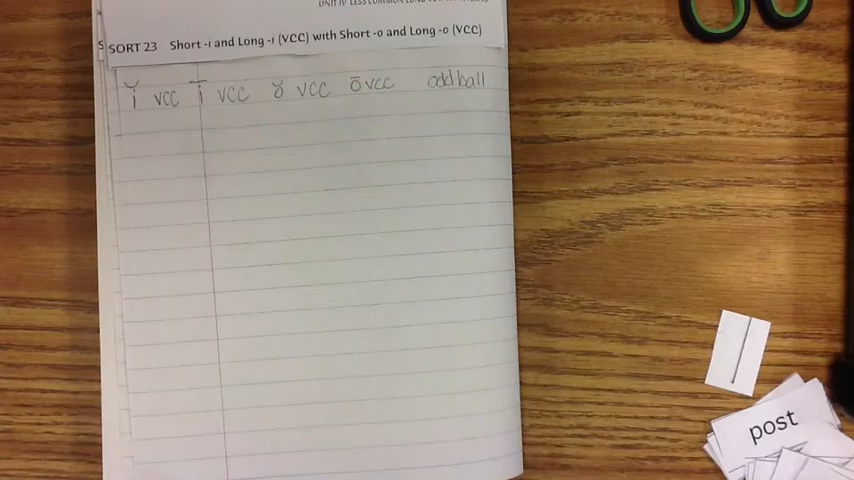 SORT 23 Short -i and Long -i (VCC) with Short -o and Long -o (VCC)
ĭ VCC ī VCC ŏ VCC ō VCC oddball
post